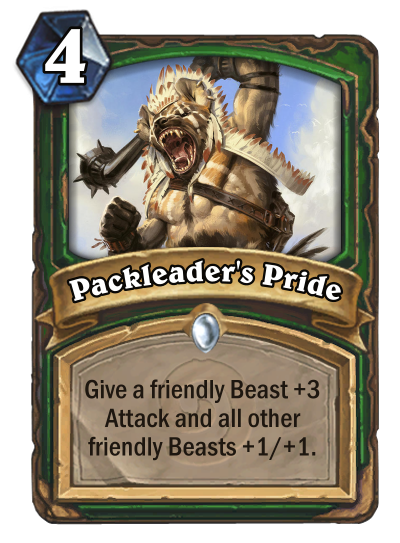 4
Packleader's Pride
Give a friendly Beast +3
Attack and all other
friendly Beasts +1/+1.